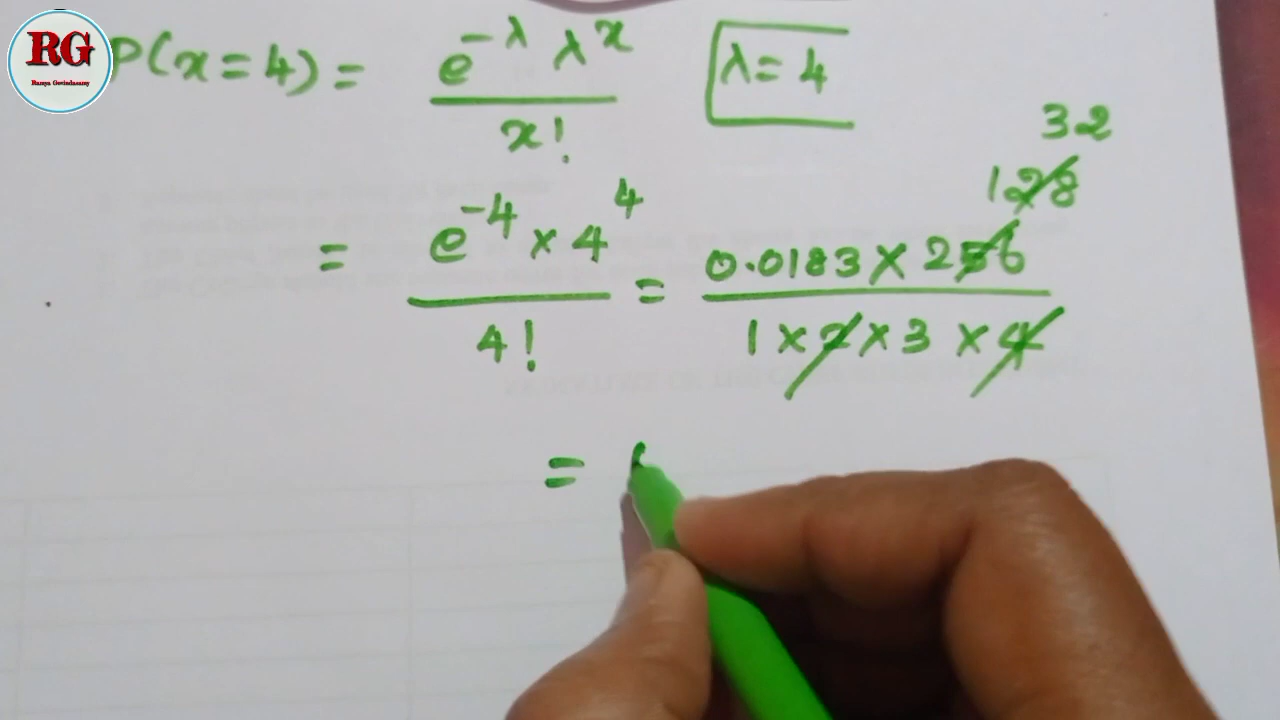 RG
Ramya Govindasamy
P(x=4) = e^-λ λ^x / x! λ=4
= e^-4 × 4^4 / 4! = 0.0183 × 256 / 1×2×3×4
128
32
=